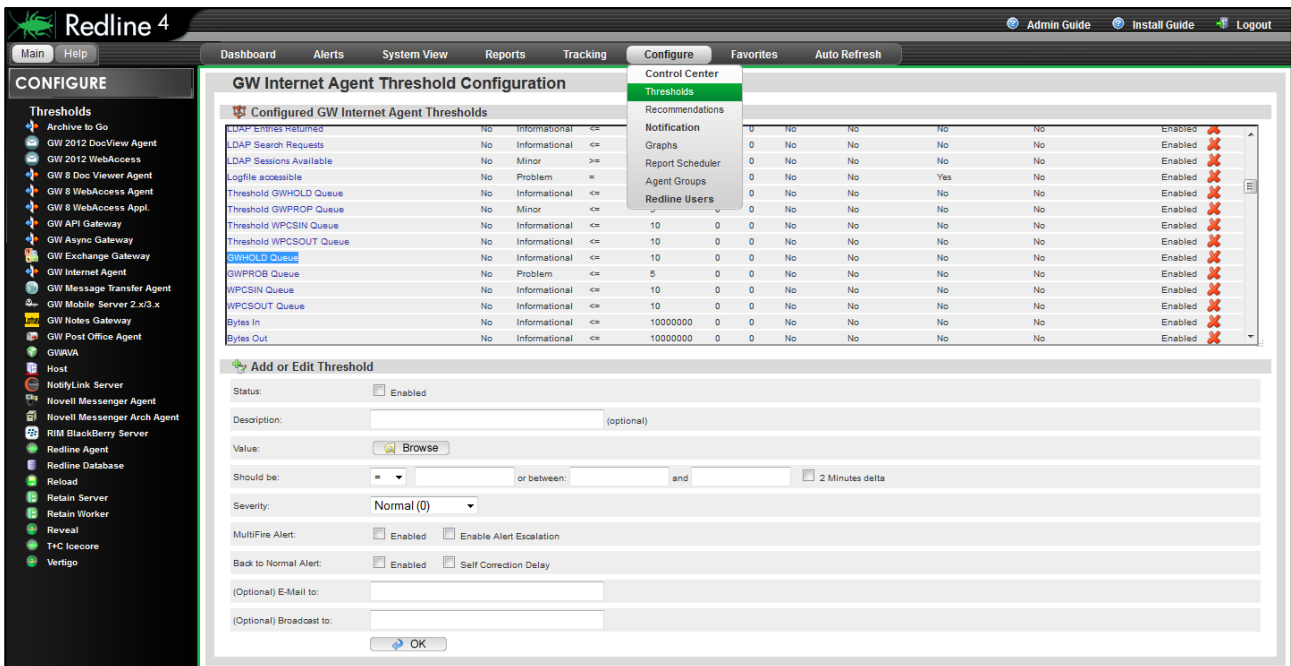 Redline 4
Admin Guide Install Guide Logout
Main Help
Dashboard Alerts System View Reports Tracking Configure Favorites Auto Refresh
CONFIGURE
Thresholds
Archive to Go
GW 2012 DocView Agent
GW 2012 WebAccess
GW 8 Doc Viewer Agent
GW 8 WebAccess Agent
GW 8 WebAccess Appl.
GW API Gateway
GW Async Gateway
GW Exchange Gateway
GW Internet Agent
GW Message Transfer Agent
GW Mobile Server 2.x/3.x
GW Notes Gateway
GW Post Office Agent
GWAVA
Host
NotifyLink Server
Novell Messenger Agent
Novell Messenger Arch Agent
RIM BlackBerry Server
Redline Agent
Redline Database
Reload
Retain Server
Retain Worker
Reveal
T+C Icecore
Vertigo
Control Center
Thresholds
Recommendations
Notification
Graphs
Report Scheduler
Agent Groups
Redline Users
GW Internet Agent Threshold Configuration
Configured GW Internet Agent Thresholds
LDAP Entries Returned No Informational <= 0 No No No No Enabled
LDAP Search Requests No Informational <= 0 No No No No Enabled
LDAP Sessions Available No Minor >= 0 No No No No Enabled
Logfile accessible No Problem = 0 No No Yes No Enabled
Threshold GWHOLD Queue No Informational <= 0 No No No No Enabled
Threshold GWPROP Queue No Minor <= 0 No No No No Enabled
Threshold WPCSIN Queue No Informational <= 10 0 0 No No No No Enabled
Threshold WPCSOUT Queue No Informational <= 10 0 0 No No No No Enabled
GWHOLD Queue No Informational <= 10 0 0 No No No No Enabled
GWPROB Queue No Problem <= 5 0 0 No No No No Enabled
WPCSIN Queue No Informational <= 10 0 0 No No No No Enabled
WPCSOUT Queue No Informational <= 10 0 0 No No No No Enabled
Bytes In No Informational <= 10000000 0 0 No No No No Enabled
Bytes Out No Informational <= 10000000 0 0 No No No No Enabled
Add or Edit Threshold
Status: Enabled
Description: (optional)
Value: Browse
Should be: = or between: and 2 Minutes delta
Severity: Normal (0)
MultiFire Alert: Enabled Enable Alert Escalation
Back to Normal Alert: Enabled Self Correction Delay
(Optional) E-Mail to:
(Optional) Broadcast to:
OK